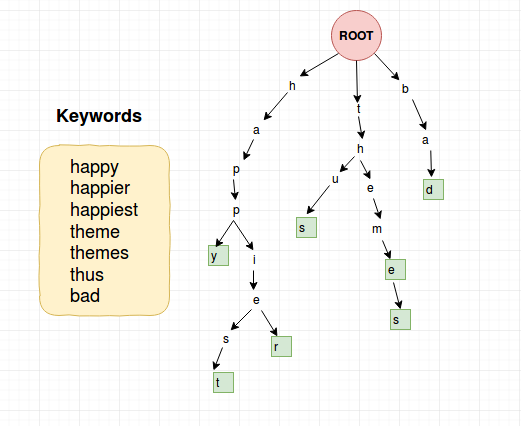 ROOT
h
b
t
Keywords
a
a
h
happy
happier
happiest
theme
themes
thus
bad
p
u
e
d
p
s
m
y
i
e
e
s
s
r
t